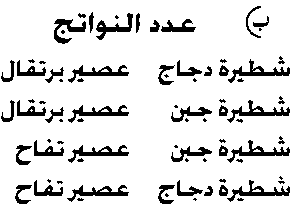 ب) عدد النواتج
شطيرة دجاج عصير برتقال
شطيرة جبن عصير برتقال
شطيرة جبن عصير تفاح
شطيرة دجاج عصير تفاح